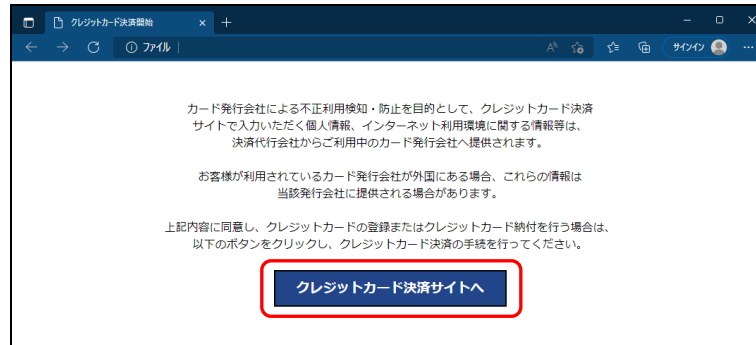 クレジットカード決済開始
ファイル
サインイン
カード発行会社による不正利用検知・防止を目的として、クレジットカード決済
サイトで入力いただく個人情報、インターネット利用環境に関する情報等は、
決済代行会社からご利用中のカード発行会社へ提供されます。
お客様が利用されているカード発行会社が外国にある場合、これらの情報は
当該発行会社に提供される場合があります。
上記内容に同意し、クレジットカードの登録またはクレジットカード納付を行う場合は、
以下のボタンをクリックし、クレジットカード決済の手続を行ってください。
クレジットカード決済サイトへ